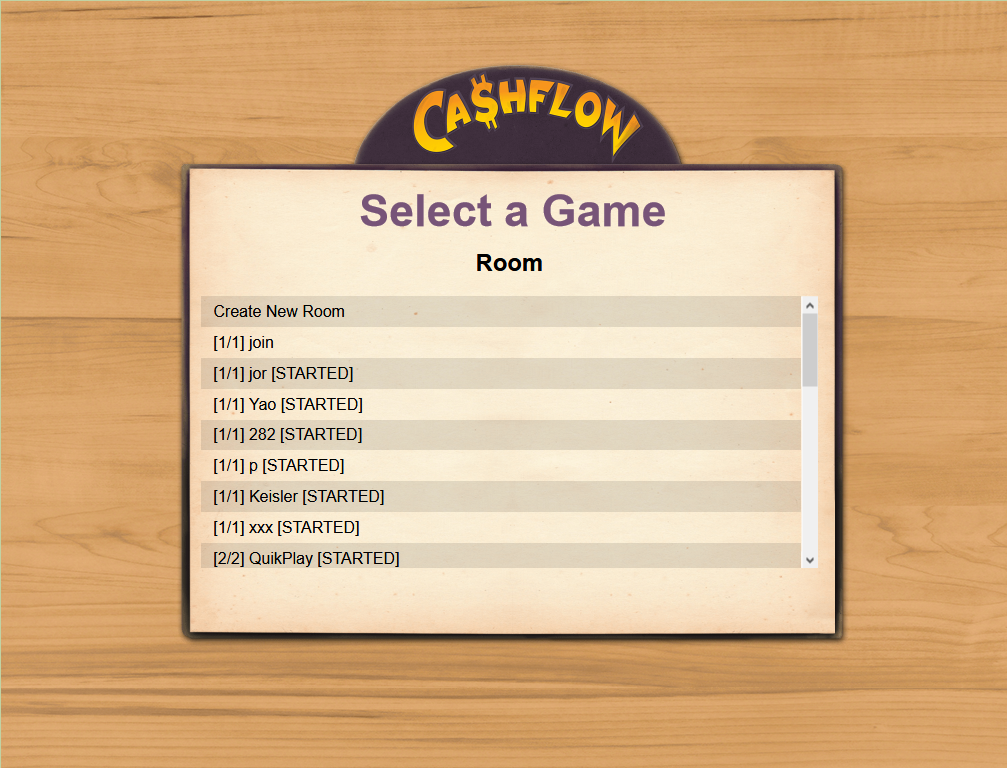 CA$HFLOW
Select a Game
Room
Create New Room
[1/1] join
[1/1] jor [STARTED]
[1/1] Yao [STARTED]
[1/1] 282 [STARTED]
[1/1] p [STARTED]
[1/1] Keisler [STARTED]
[1/1] xxx [STARTED]
[2/2] QuikPlay [STARTED]